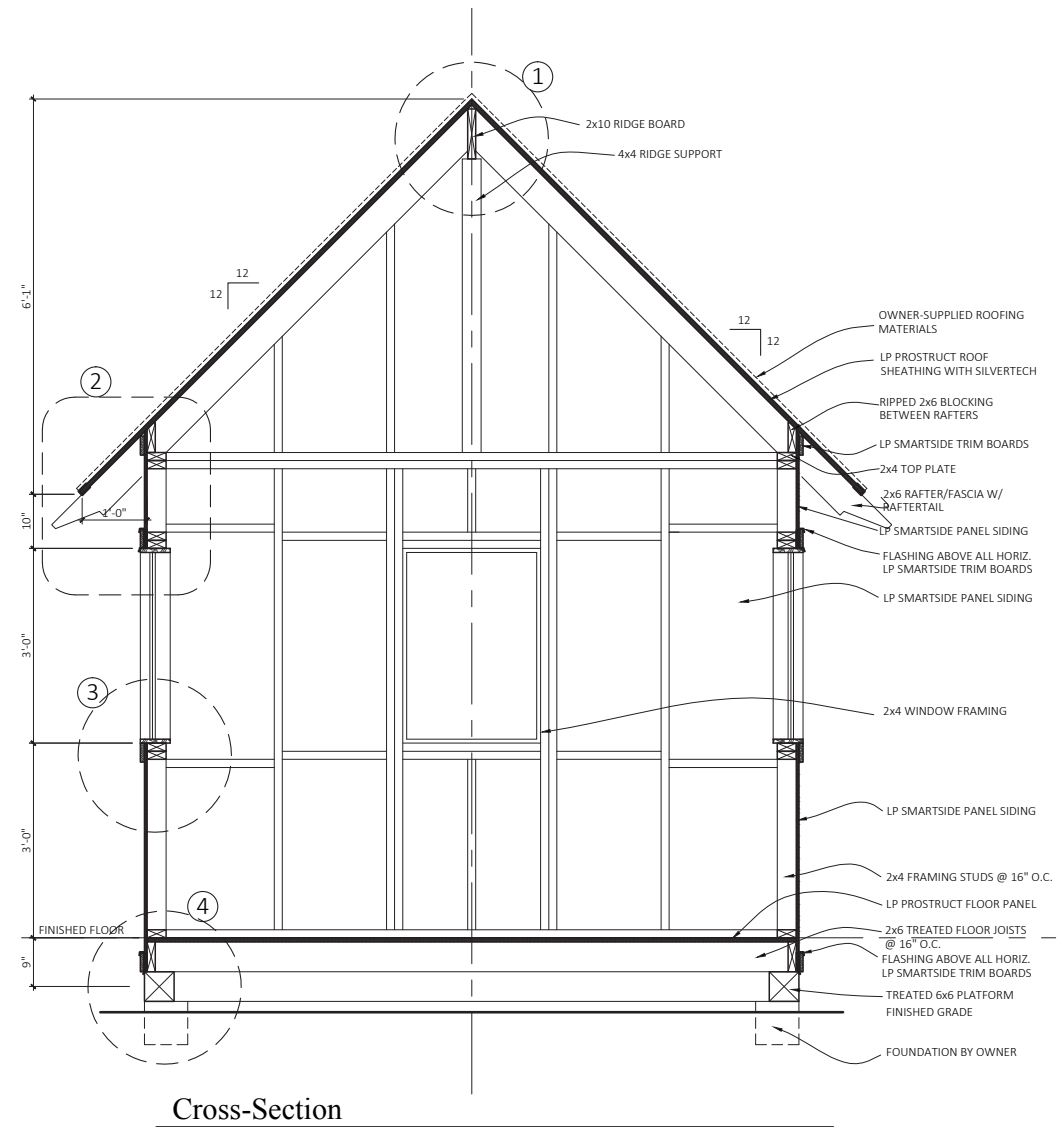 1
2x10 RIDGE BOARD
4x4 RIDGE SUPPORT
6'-1"
12
12
12
12
OWNER-SUPPLIED ROOFING
MATERIALS
LP PROSTRUCT ROOF
SHEATHING WITH SILVERTECH
2
RIPPED 2x6 BLOCKING
BETWEEN RAFTERS
LP SMARTSIDE TRIM BOARDS
2x4 TOP PLATE
2x6 RAFTER/FASCIA W/
RAFTERTAIL
10"
1'-0"
LP SMARTSIDE PANEL SIDING
FLASHING ABOVE ALL HORIZ.
LP SMARTSIDE TRIM BOARDS
LP SMARTSIDE PANEL SIDING
3'-0"
3
2x4 WINDOW FRAMING
LP SMARTSIDE PANEL SIDING
3'-0"
2x4 FRAMING STUDS @ 16" O.C.
4
LP PROSTRUCT FLOOR PANEL
FINISHED FLOOR
2x6 TREATED FLOOR JOISTS
@ 16" O.C.
9"
FLASHING ABOVE ALL HORIZ.
LP SMARTSIDE TRIM BOARDS
TREATED 6x6 PLATFORM
FINISHED GRADE
FOUNDATION BY OWNER
Cross-Section